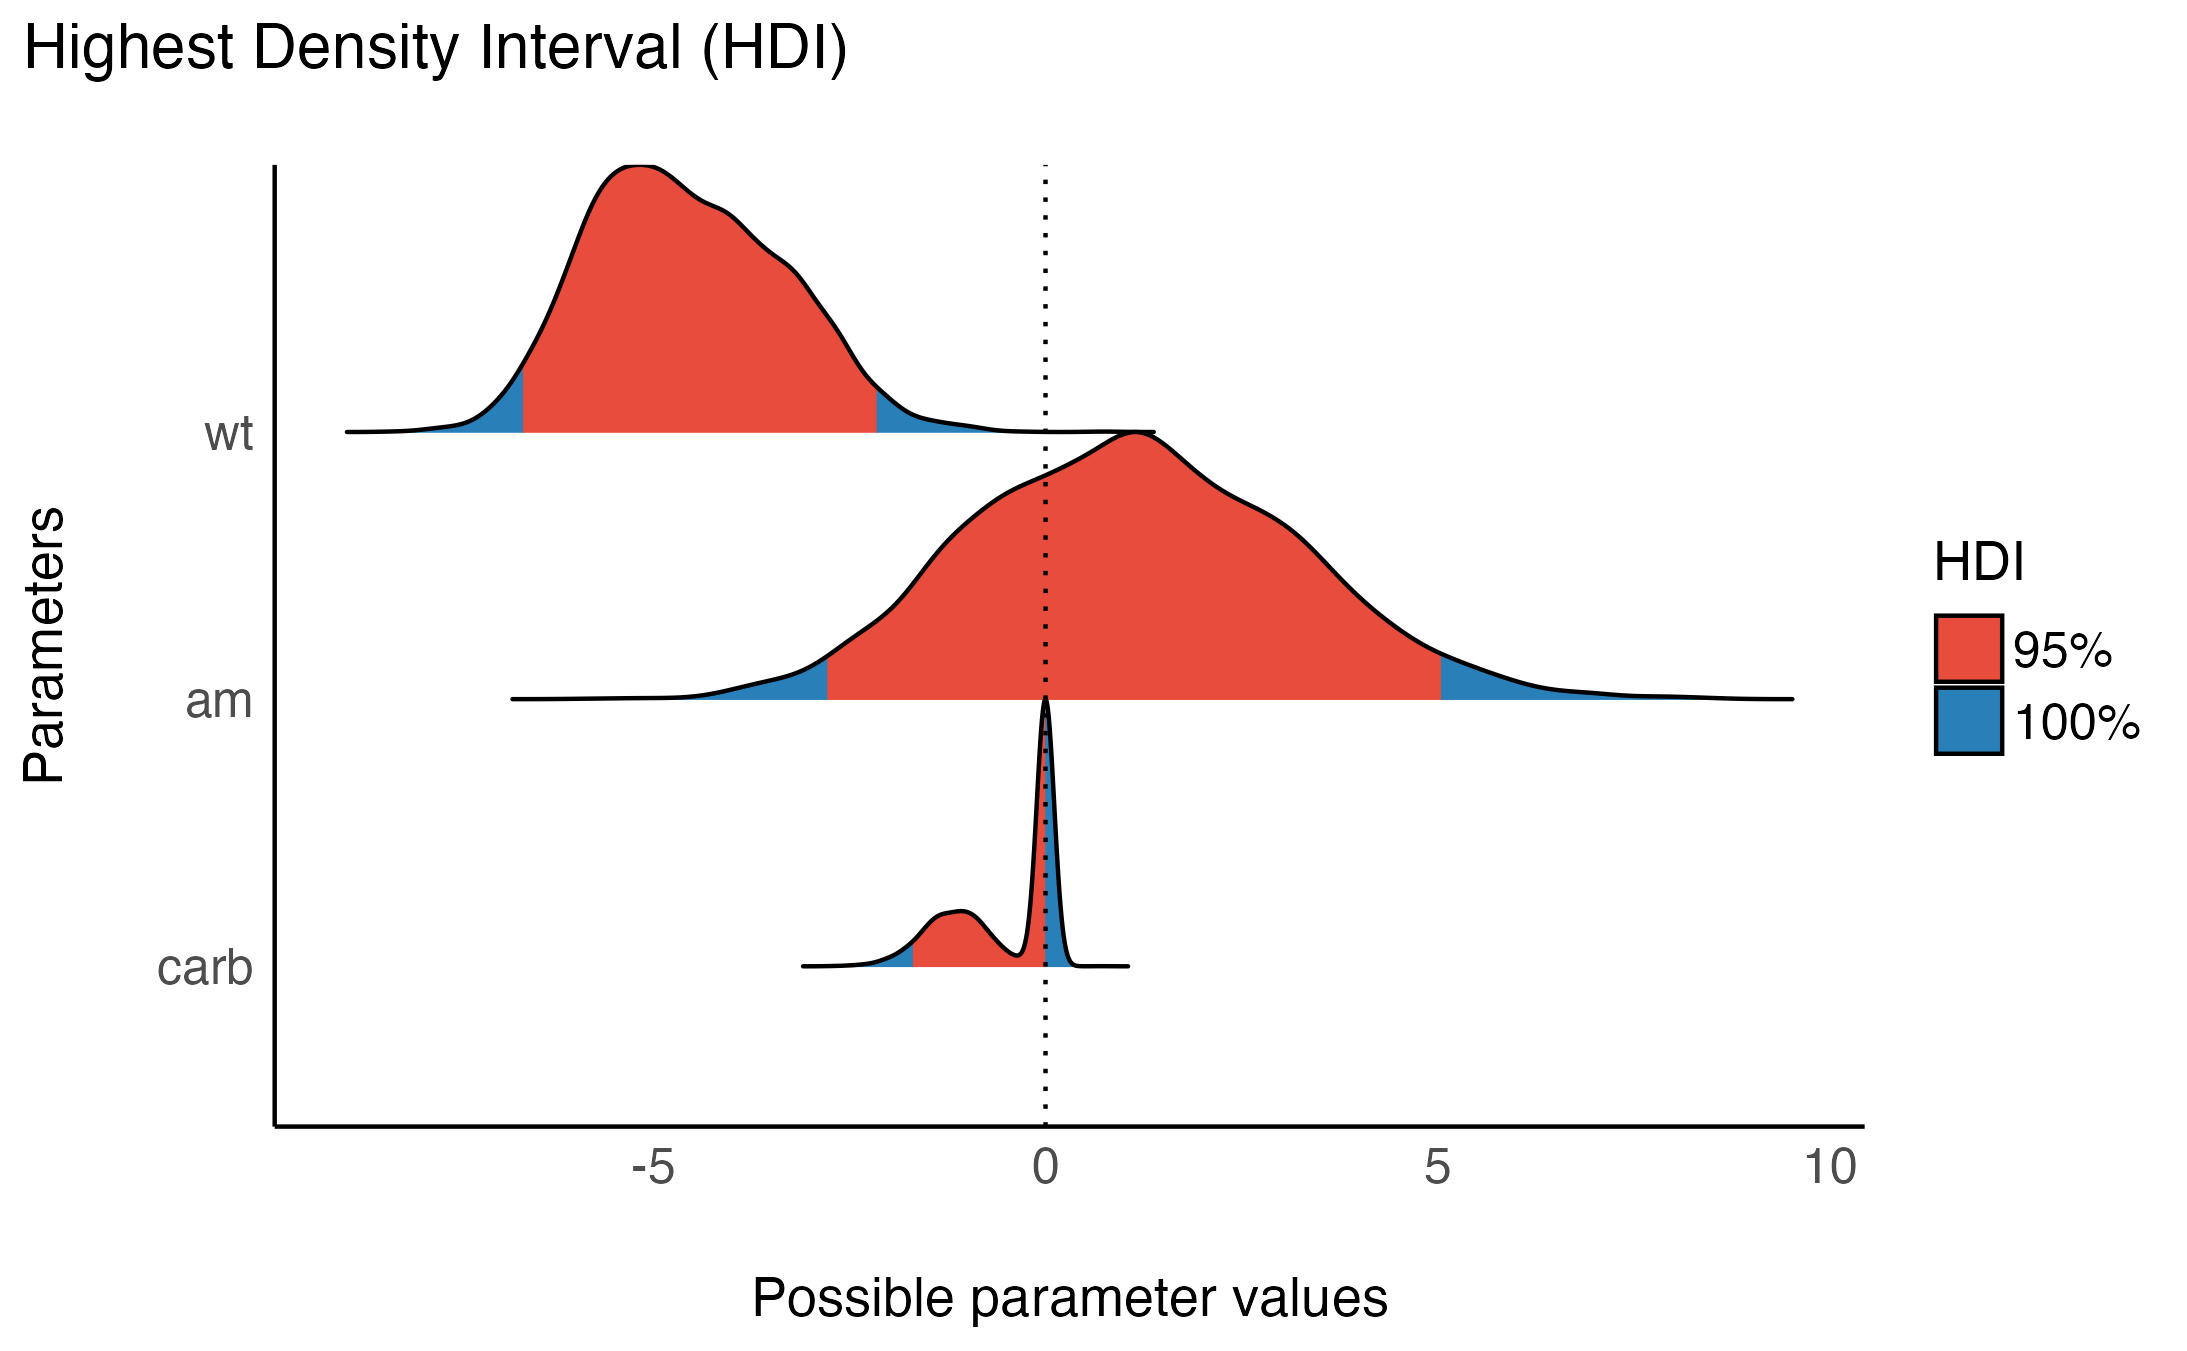 Highest Density Interval (HDI)
Parameters
wt
am
carb
-5
0
5
10
Possible parameter values
HDI
95%
100%